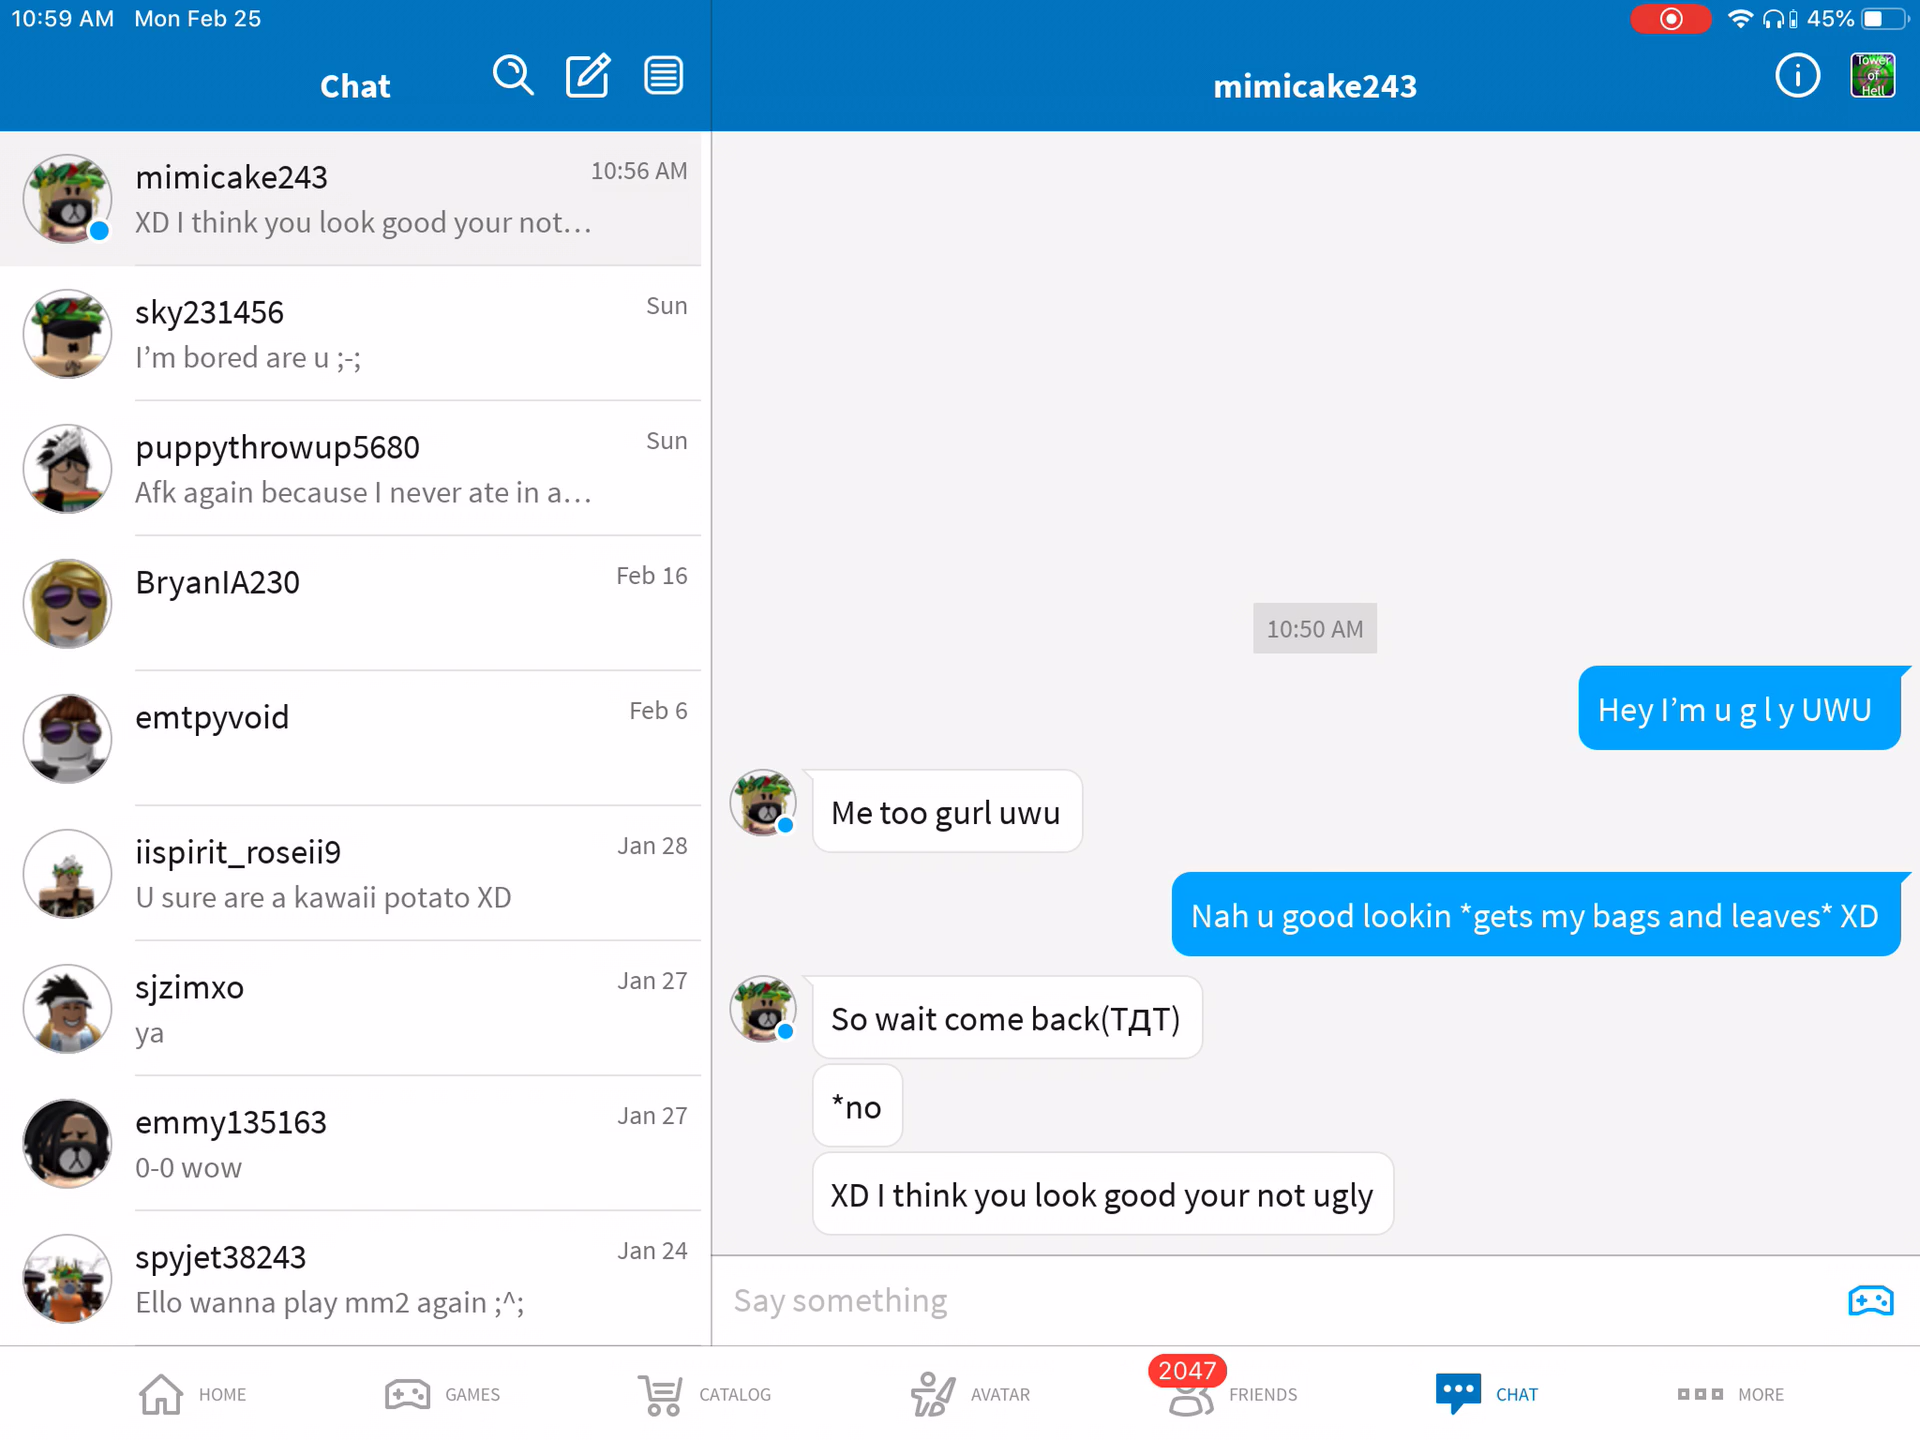 10:59 AM Mon Feb 25
45%
Chat
mimicake243
Tower
of
Hell
mimicake243
10:56 AM
XD I think you look good your not…
sky231456
Sun
I’m bored are u ;-;
puppythrowup5680
Sun
Afk again because I never ate in a…
BryanIA230
Feb 16
emtpyvoid
Feb 6
iispirit_roseii9
Jan 28
U sure are a kawaii potato XD
sjzimxo
Jan 27
ya
emmy135163
Jan 27
0-0 wow
spyjet38243
Jan 24
Ello wanna play mm2 again ;^;
10:50 AM
Hey I’m u g l y UWU
Me too gurl uwu
Nah u good lookin *gets my bags and leaves* XD
So wait come back(TДT)
*no
XD I think you look good your not ugly
Say something
HOME
GAMES
CATALOG
AVATAR
2047
FRIENDS
CHAT
MORE